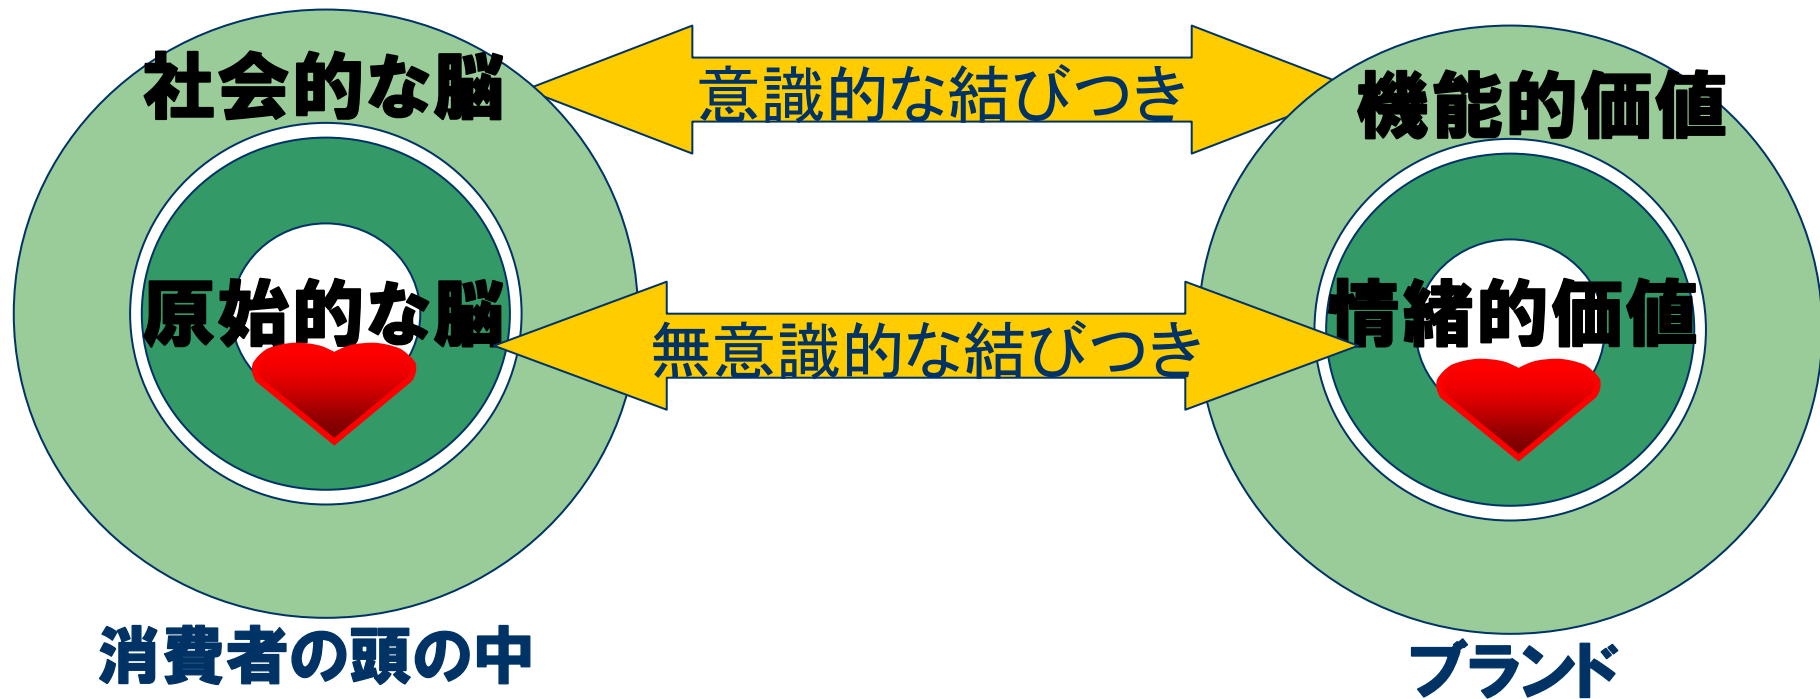 社会的な脳
意識的な結びつき
機能的価値
原始的な脳
無意識的な結びつき
情緒的価値
消費者の頭の中
ブランド